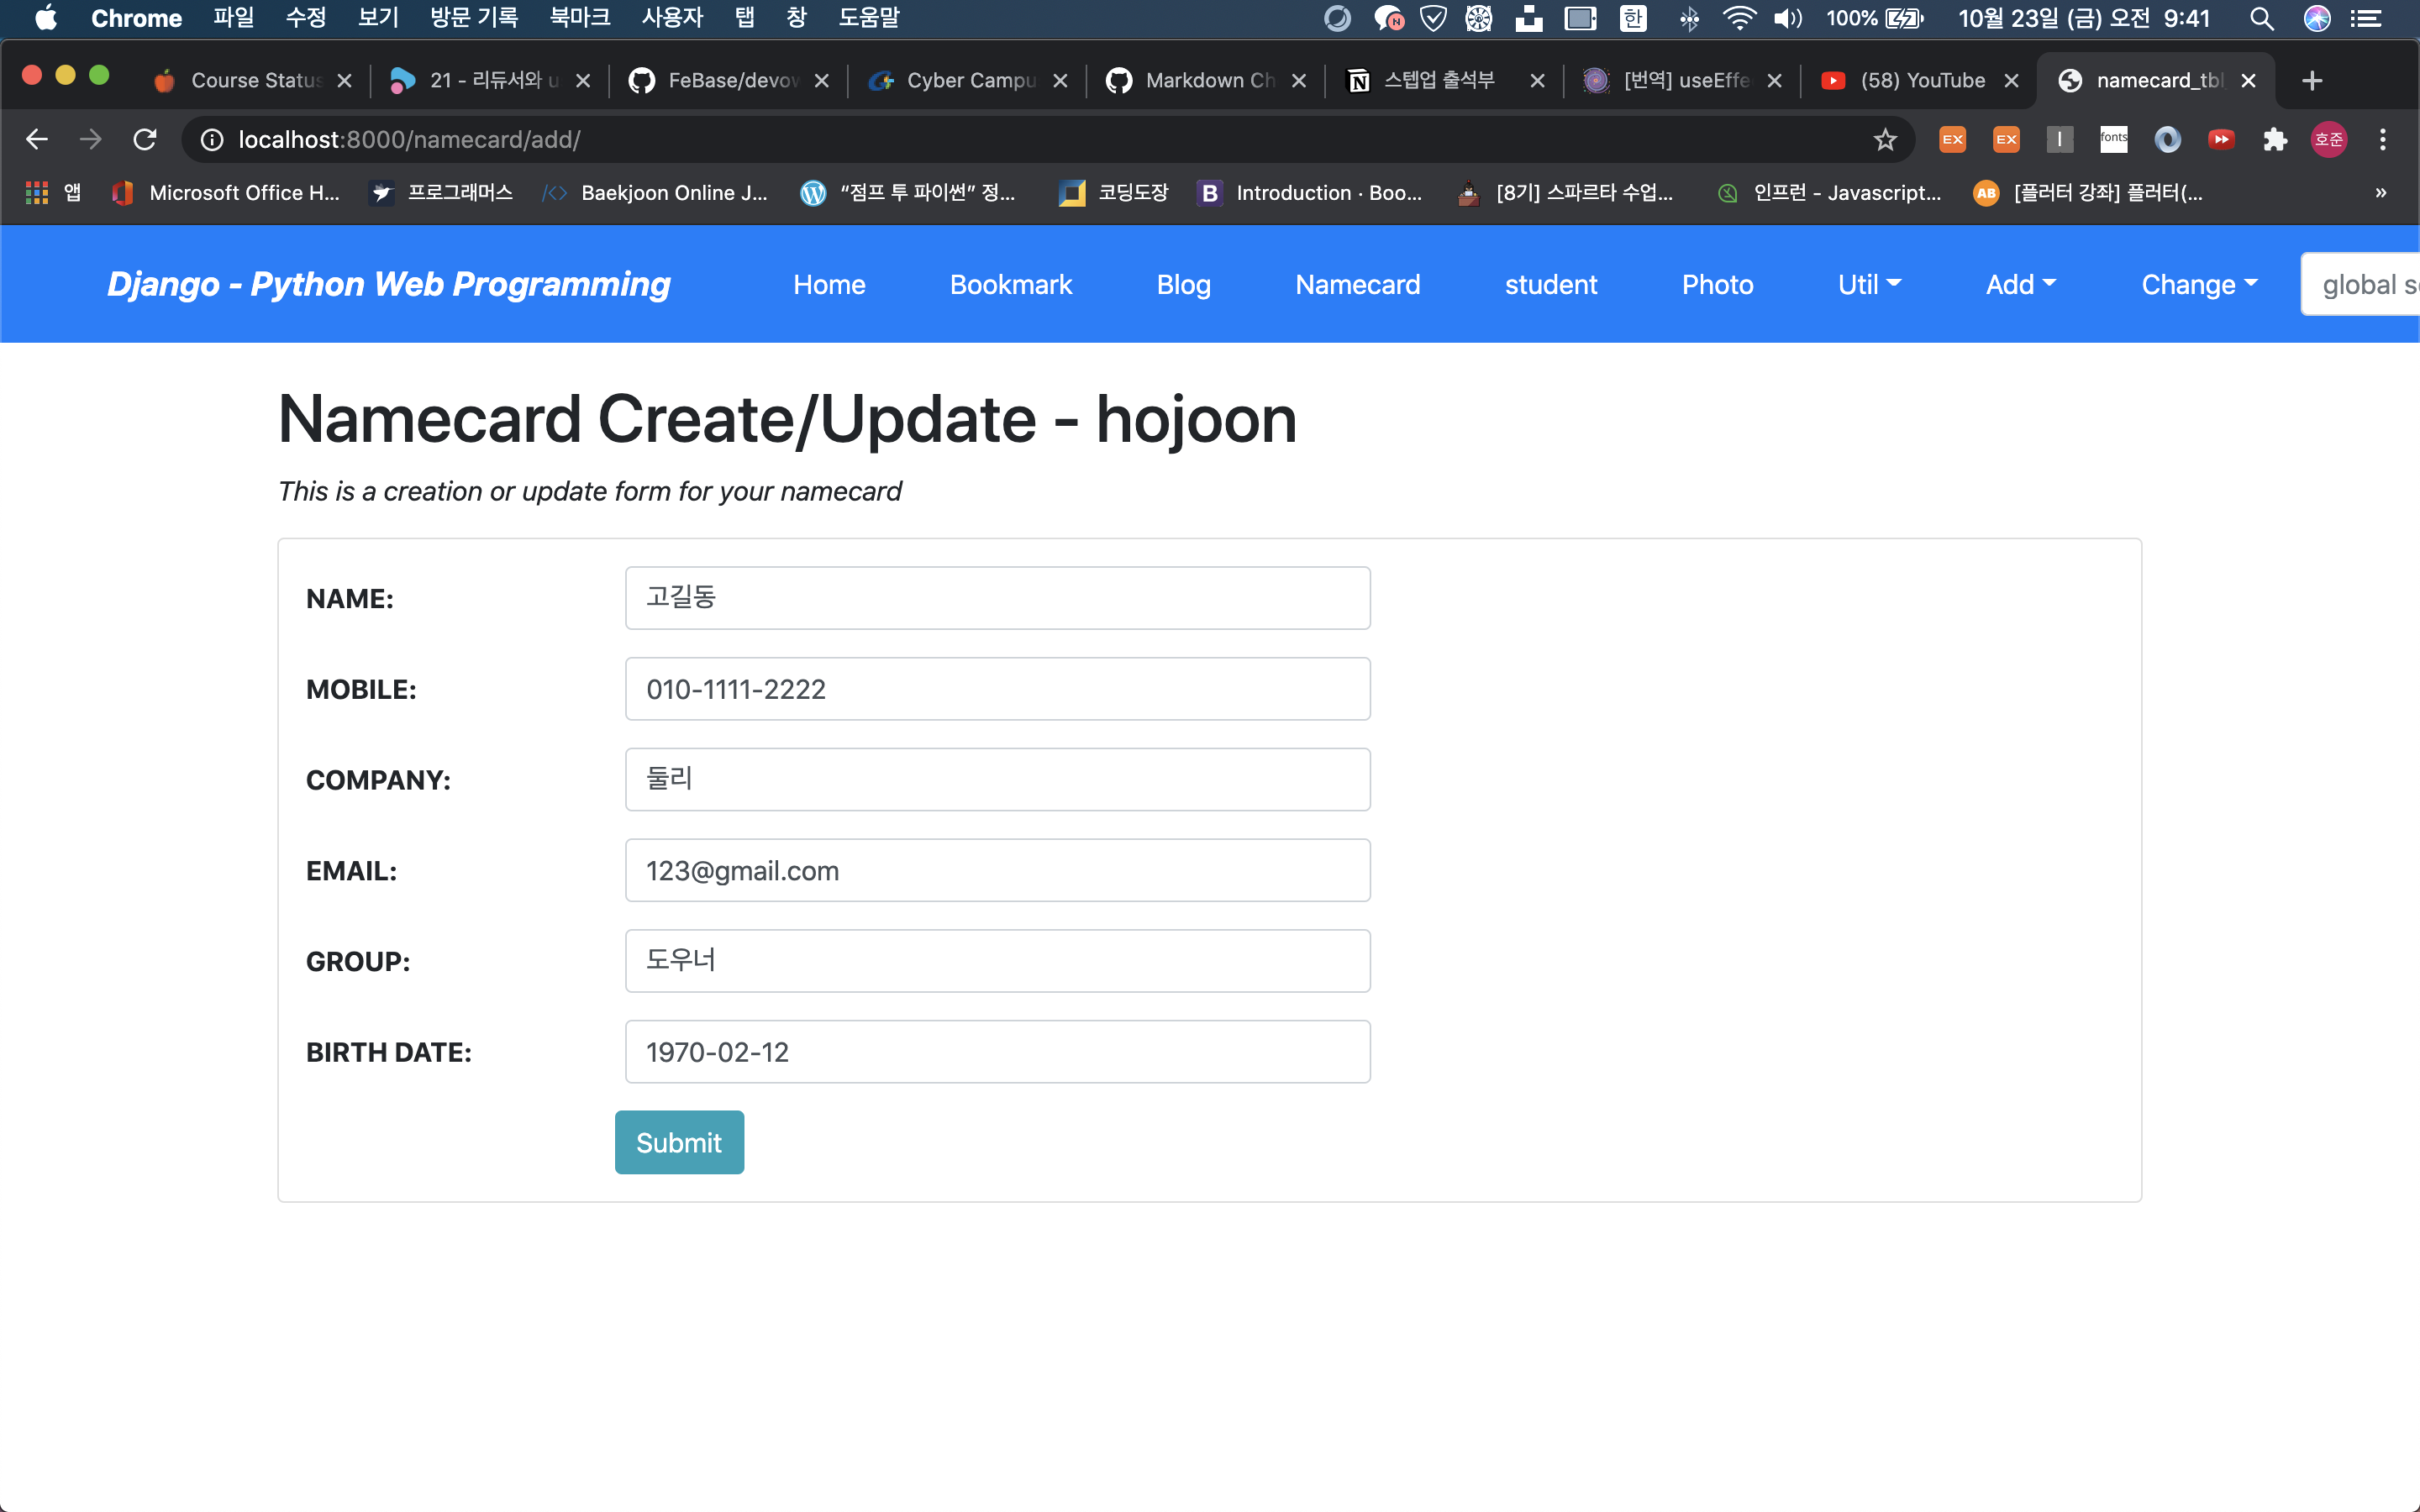 Chrome 파일 수정 보기 방문 기록 북마크 사용자 탭 창 도움말 N 한 100% 10월 23일 (금) 오전 9:41
Course Status 21 - 리듀서와 u FeBase/devow Cyber Campu Markdown Ch 스텝업 출석부 [번역] useEffe (58) YouTube namecard_tbl
localhost:8000/namecard/add/ EX EX fonts 호준
앱 Microsoft Office H... 프로그래머스 Baekjoon Online J... “점프 투 파이썬” 정... 코딩도장 B Introduction · Boo... [8기] 스파르타 수업... 인프런 - Javascript... AB [플러터 강좌] 플러터(... »
Django - Python Web Programming Home Bookmark Blog Namecard student Photo Util Add Change global s
Namecard Create/Update - hojoon
This is a creation or update form for your namecard
NAME: 고길동
MOBILE: 010-1111-2222
COMPANY: 둘리
EMAIL: 123@gmail.com
GROUP: 도우너
BIRTH DATE: 1970-02-12
Submit